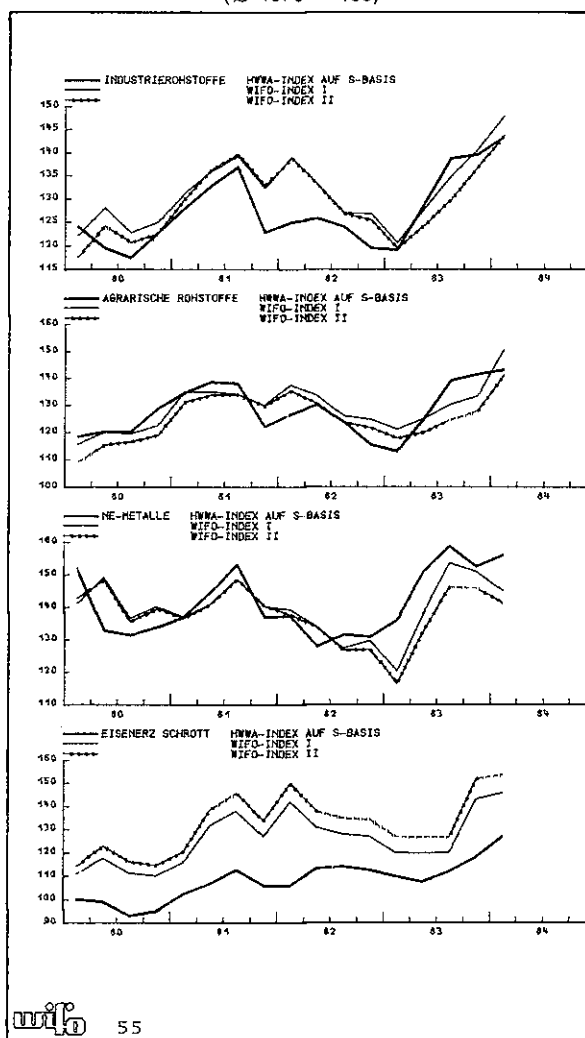 INDUSTRIEROHSTOFFE HWWA-INDEX AUF S-BASIS
WIFO-INDEX I
WIFO-INDEX II
150
145
140
135
130
125
120
115
80 81 82 83 84
AGRARISCHE ROHSTOFFE HWWA-INDEX AUF S-BASIS
WIFO-INDEX I
WIFO-INDEX II
160
150
140
130
120
110
100
80 81 82 83 84
NE-METALLE HWWA-INDEX AUF S-BASIS
WIFO-INDEX I
WIFO-INDEX II
160
150
140
130
120
110
80 81 82 83 84
EISENERZ SCHROTT HWWA-INDEX AUF S-BASIS
WIFO-INDEX I
WIFO-INDEX II
160
150
140
130
120
110
100
90
80 81 82 83 84
wifo 55